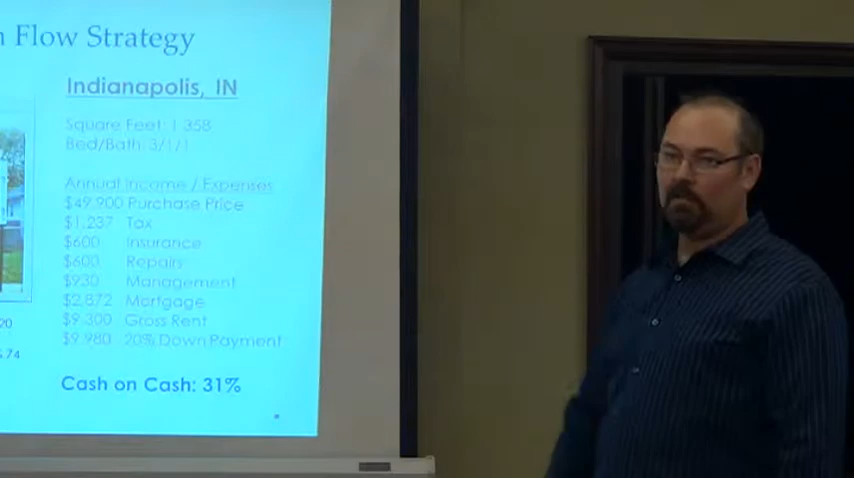 Flow Strategy
Indianapolis, IN
Square Feet: 1,358
Bed/Bath: 3/1/1
Annual Income / Expenses
$49,900 Purchase Price
$1,237 Tax
$600 Insurance
$600 Repairs
$930 Management
$2,872 Mortgage
$9,300 Gross Rent
20
$9,980 20% Down Payment
74
Cash on Cash: 31%